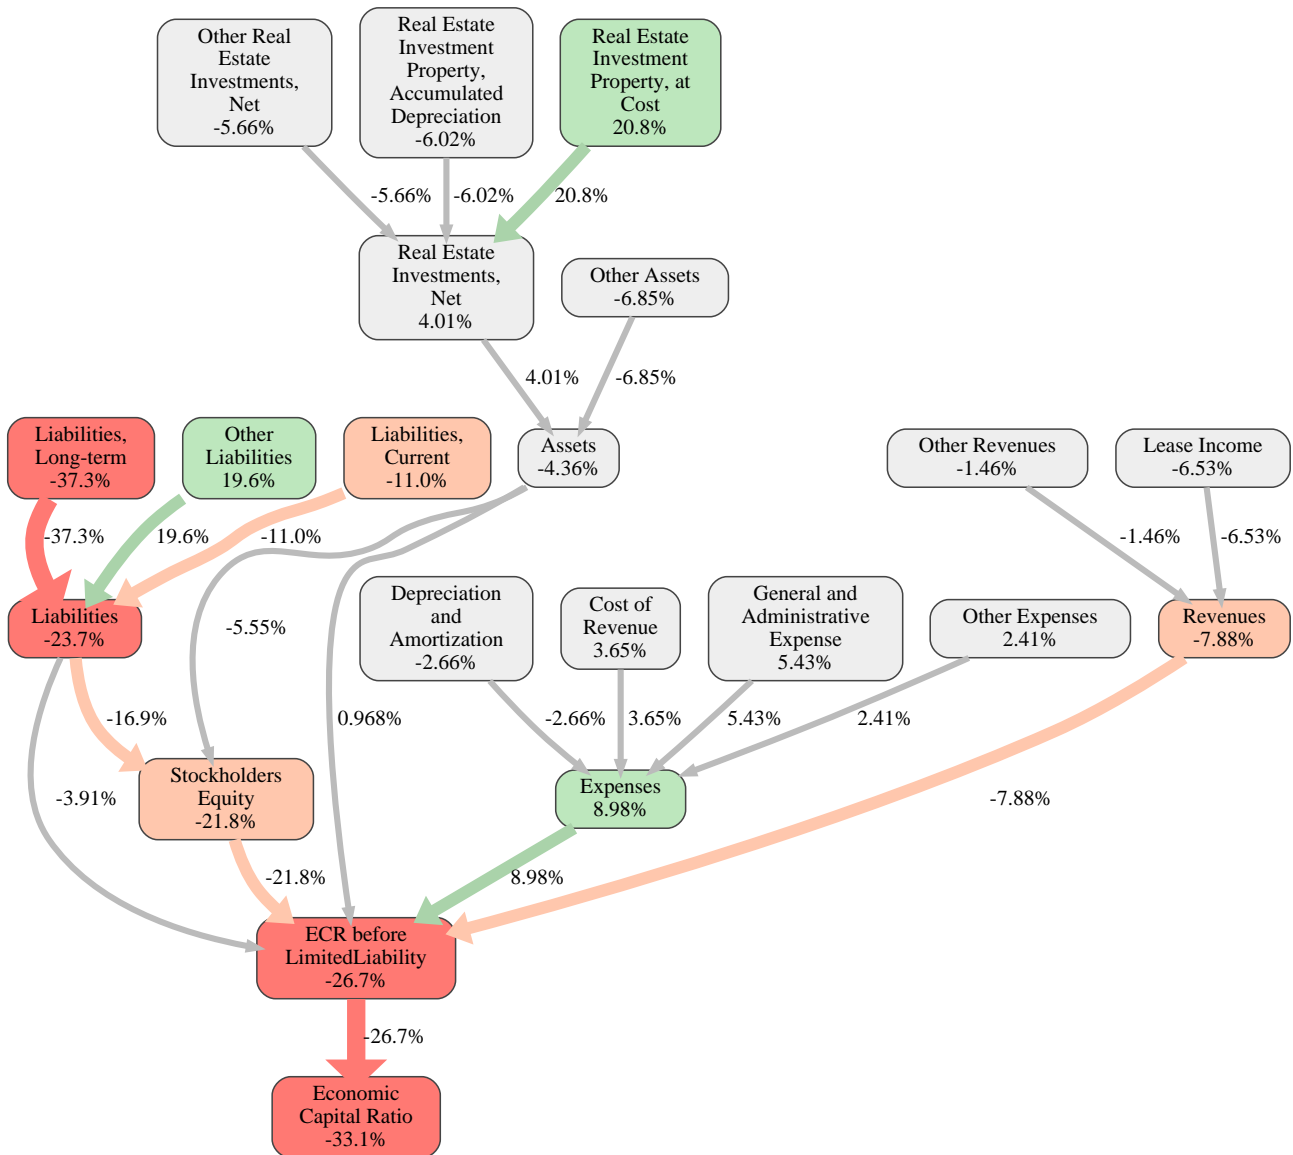 Other Real
Estate
Investments,
Net
-5.66%
Real Estate
Investment
Property,
Accumulated
Depreciation
-6.02%
Real Estate
Investment
Property, at
Cost
20.8%
-5.66%
-6.02%
20.8%
Real Estate
Investments,
Net
4.01%
Other Assets
-6.85%
4.01%
-6.85%
Liabilities,
Long-term
-37.3%
Other
Liabilities
19.6%
Liabilities,
Current
-11.0%
Assets
-4.36%
Other Revenues
-1.46%
Lease Income
-6.53%
-37.3%
19.6%
-11.0%
-1.46%
-6.53%
Liabilities
-23.7%
-5.55%
Depreciation
and
Amortization
-2.66%
Cost of
Revenue
3.65%
General and
Administrative
Expense
5.43%
Other Expenses
2.41%
Revenues
-7.88%
-16.9%
0.968%
-2.66%
3.65%
5.43%
2.41%
-3.91%
Stockholders
Equity
-21.8%
Expenses
8.98%
-7.88%
-21.8%
8.98%
ECR before
LimitedLiability
-26.7%
-26.7%
Economic
Capital Ratio
-33.1%